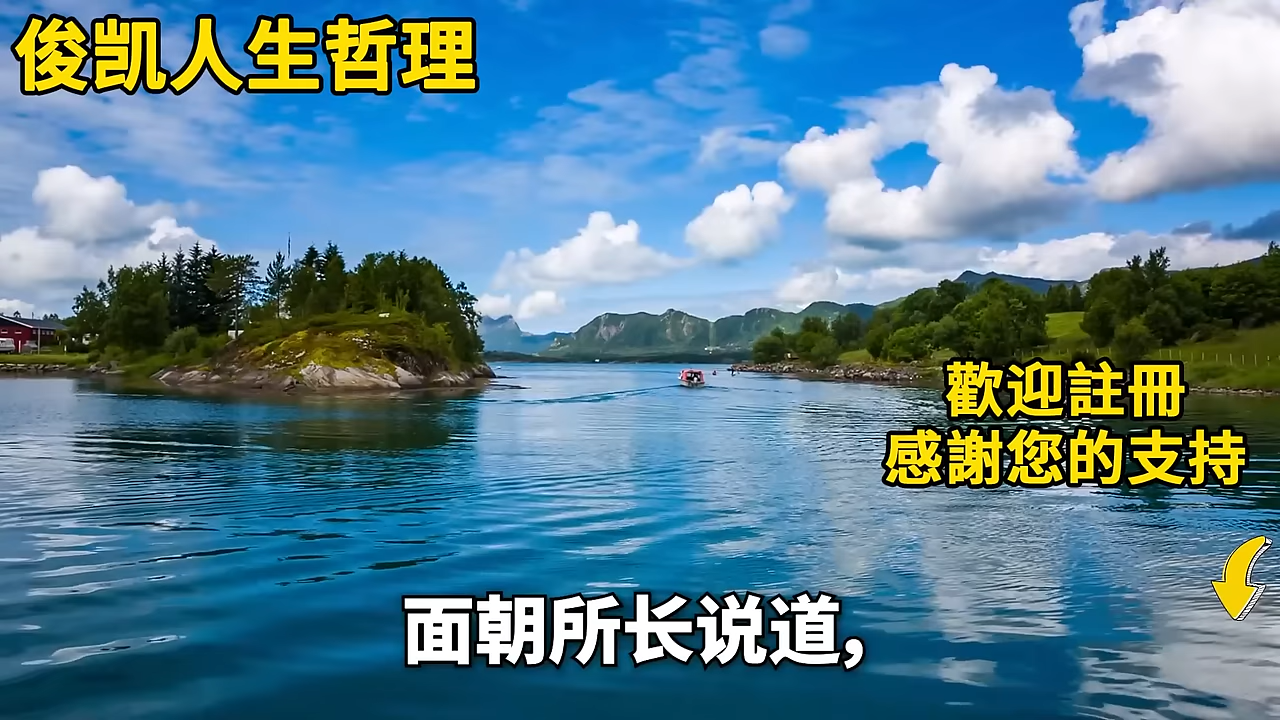 俊凯人生哲理
歡迎註冊
感謝您的支持
面朝所长说道,